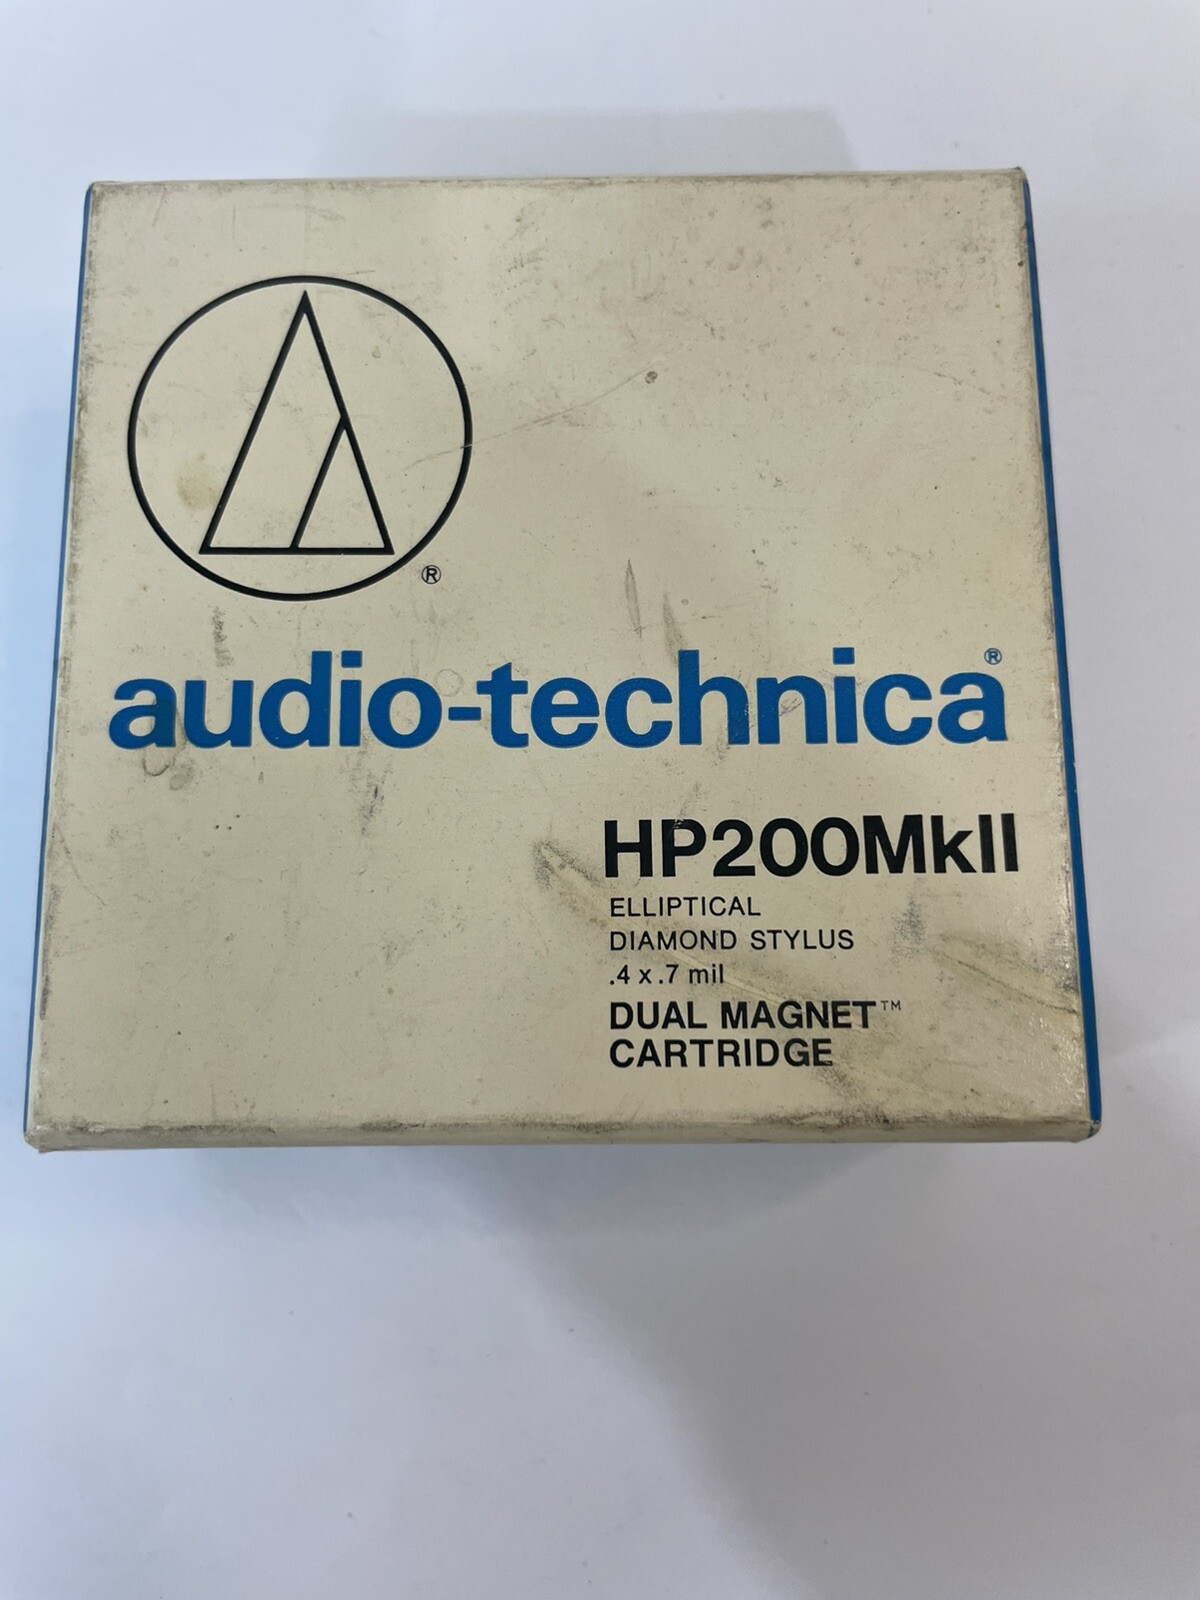 ®
audio-technica®
HP200MkII
ELLIPTICAL
DIAMOND STYLUS
.4 x .7 mil
DUAL MAGNET™
CARTRIDGE